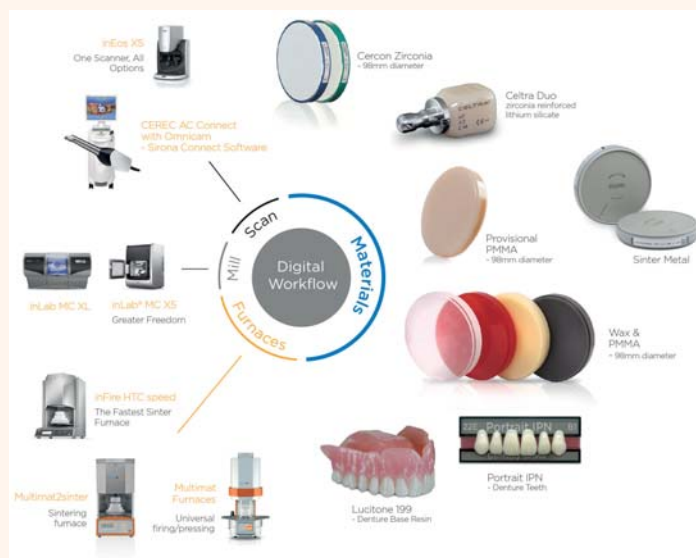 inEos X5
One Scanner, All
Options
CEREC AC Connect
with Omnicam
- Sirona Connect Software
Cercon Zirconia
- 98mm diameter
Celtra Duo
zirconia reinforced
lithium silicate
Scan
Mill
Furnaces
Materials
Digital
Workflow
Provisional
PMMA
- 98mm diameter
Sinter Metal
inLab MC XL
inLab® MC X5
Greater Freedom
Wax &
PMMA
- 98mm diameter
inFire HTC speed
The Fastest Sinter
Furnace
Multimat2sinter
Sintering
furnace
Multimat
Furnaces
Universal
firing/pressing
Lucitone 199
- Denture Base Resin
Portrait IPN
Portrait IPN
- Denture Teeth